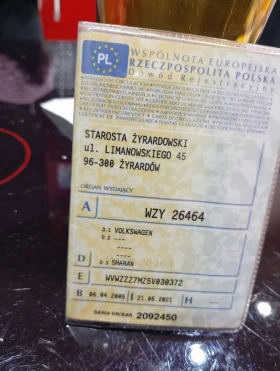 PL
WSPÓLNOTA EUROPEJSKA
RZECZPOSPOLITA POLSKA
Dowód Rejestracyjny
STAROSTA ŻYRARDOWSKI
ul. LIMANOWSKIEGO 45
96-300 ŻYRARDÓW
ORGAN WYDAJĄCY
A WZY 26464
D.1 VOLKSWAGEN
D.2 ---
----
----
D D.3 SHARAN
E WVWZZZ7MZ5V030372
B 06.04.2005 I 21.05.2021 H ---
SERIA DR/BAR 2092450